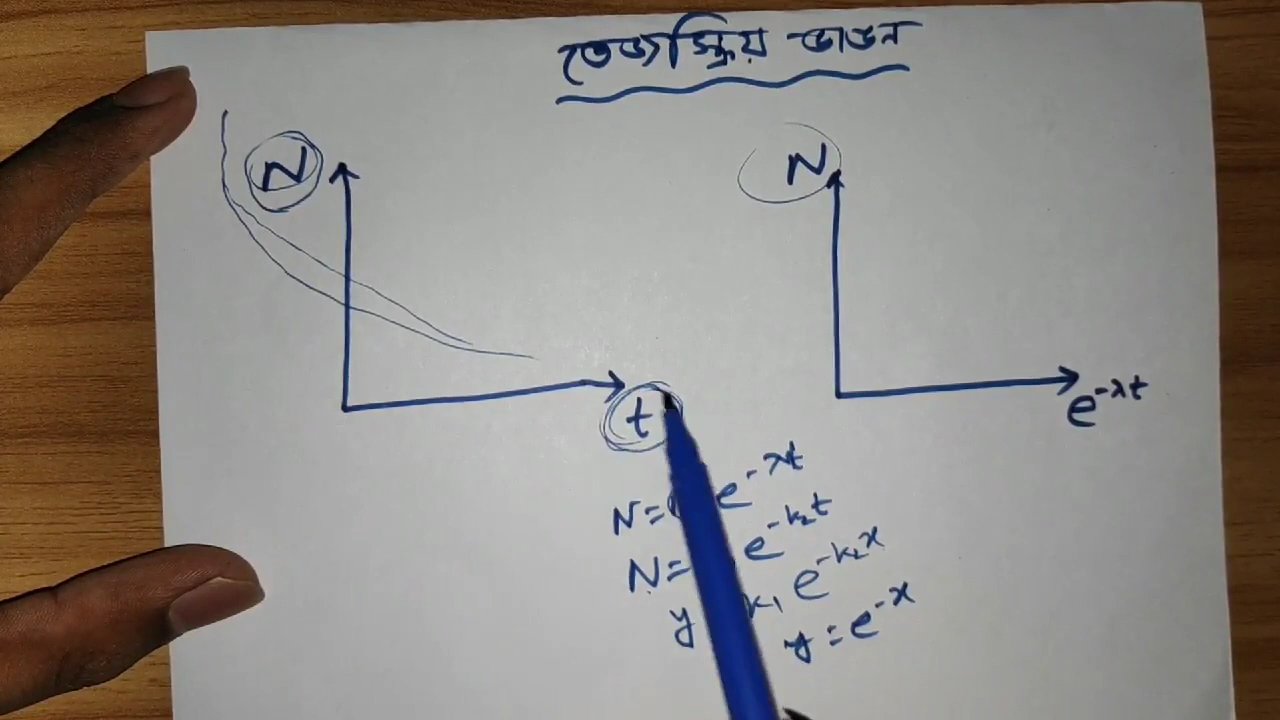 তেজস্ক্রিয় ভাঙন
N
N
t
e^-λt
N= e^-λt
N= e^-k₂t
y k₁ e^-k₂x
y = e^-x